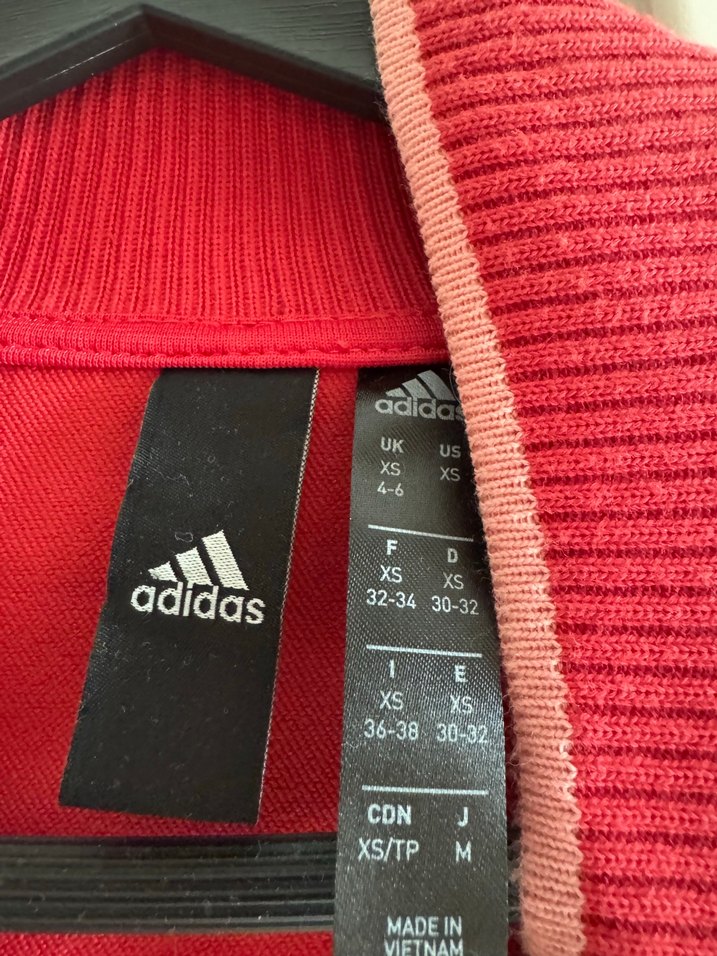 adidas
adidas
UK US
XS XS
4-6
F D
XS XS
32-34 30-32
I E
XS XS
36-38 30-32
CDN J
XS/TP M
MADE IN
VIETNAM